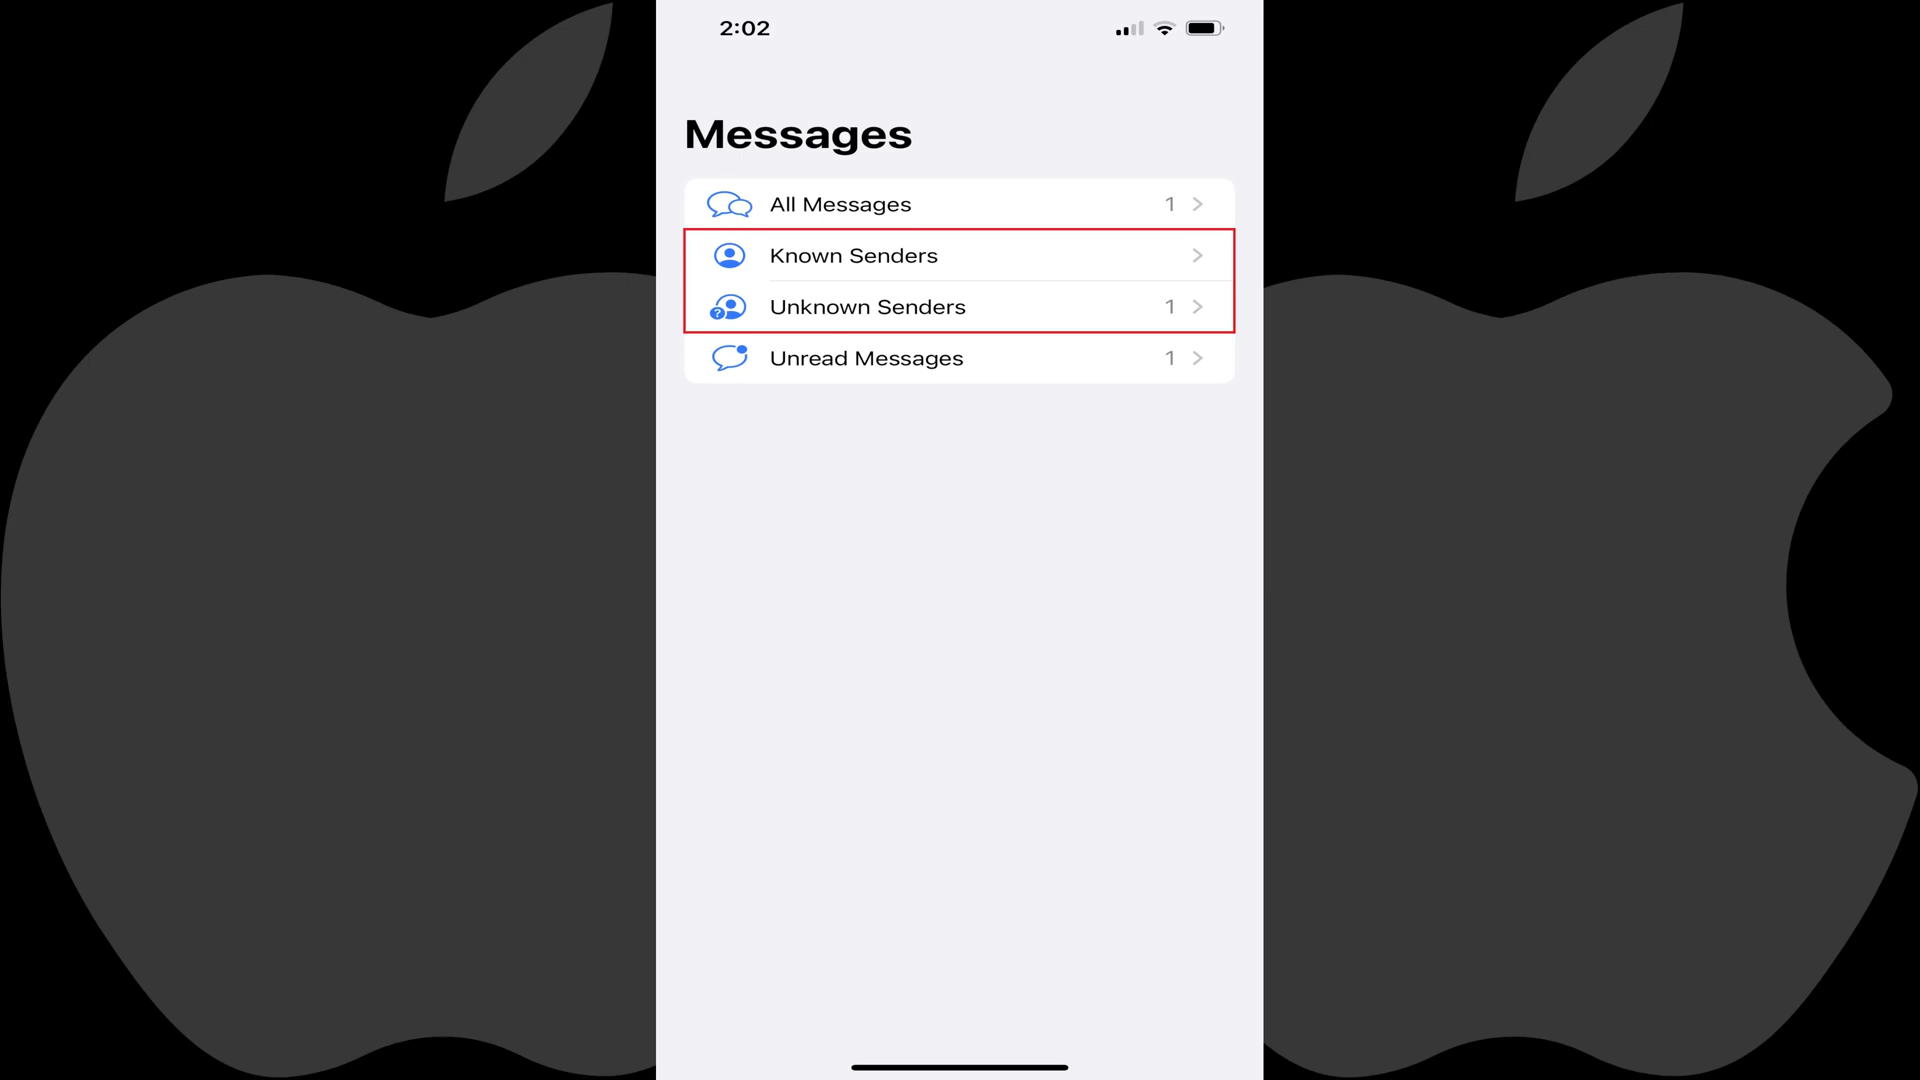 2:02
Messages
All Messages 1
Known Senders
Unknown Senders 1
Unread Messages 1